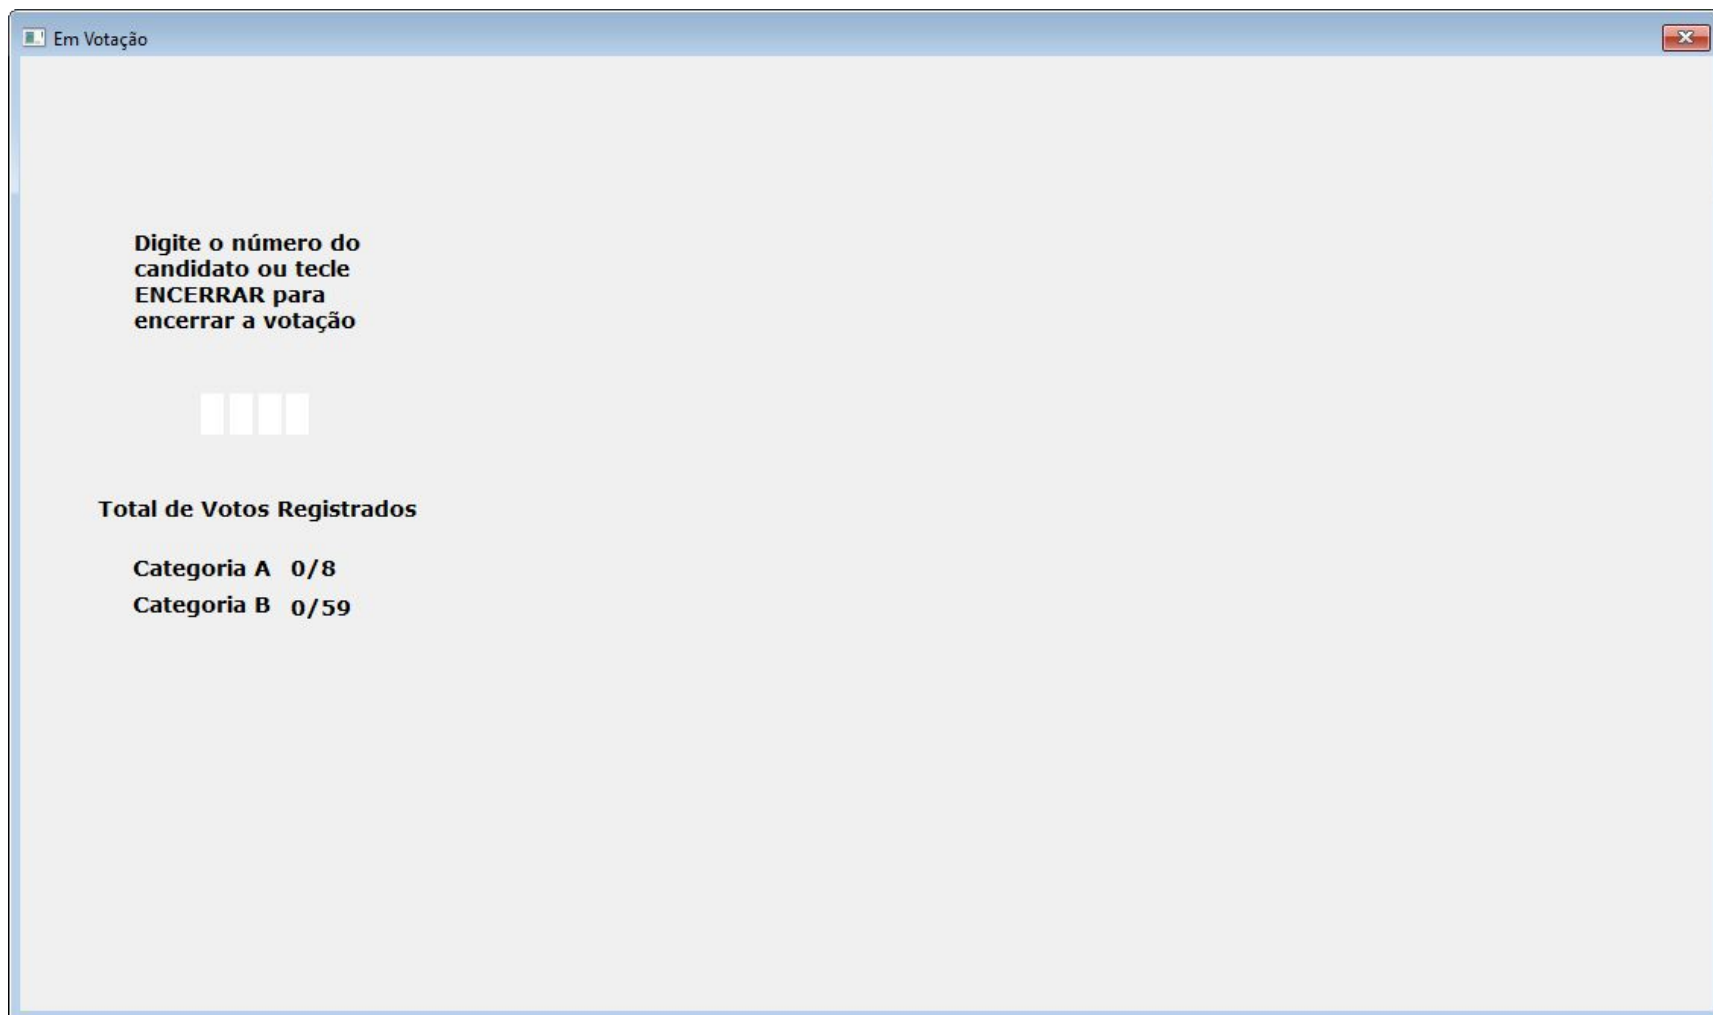 Em Votação
Digite o número do
candidato ou tecle
ENCERRAR para
encerrar a votação
Total de Votos Registrados
Categoria A 0/8
Categoria B 0/59